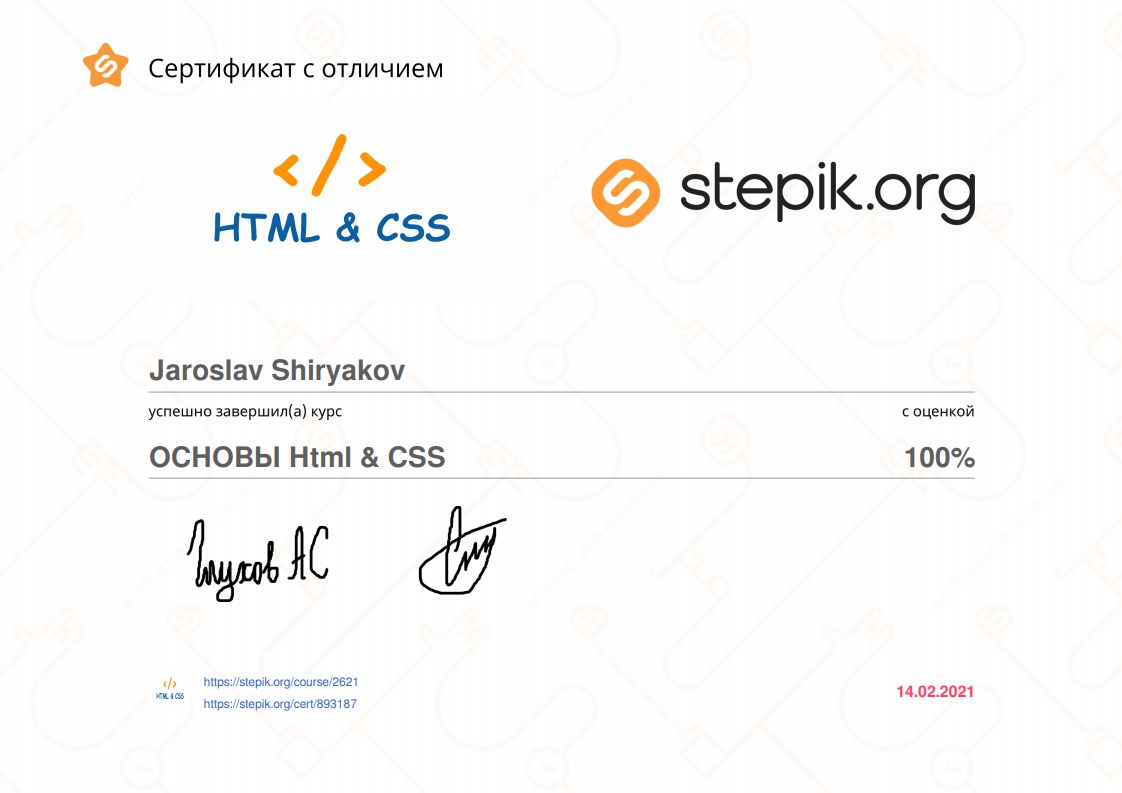 Сертификат с отличием
</>
HTML & CSS
stepik.org
Jaroslav Shiryakov
успешно завершил(а) курс
с оценкой
ОСНОВЫ Html & CSS
100%
Глухов АС
</>
HTML & CSS
https://stepik.org/course/2621
https://stepik.org/cert/893187
14.02.2021